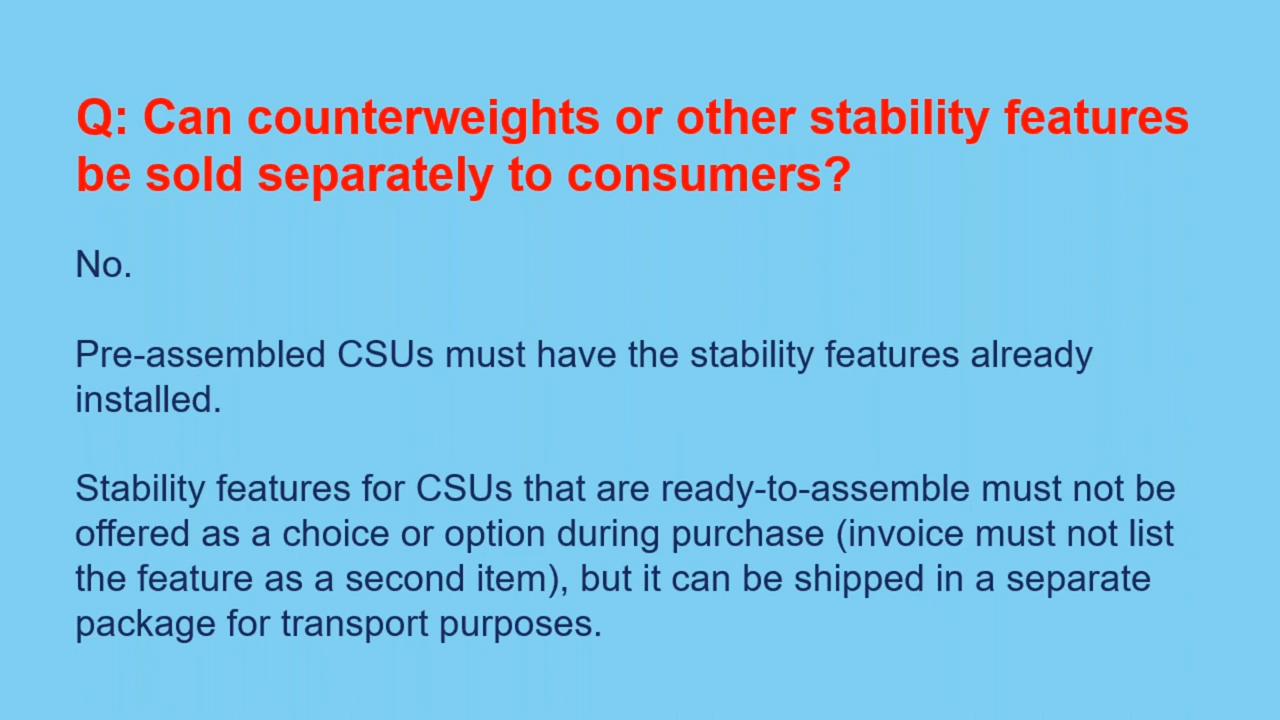 Q: Can counterweights or other stability features
be sold separately to consumers?
No.
Pre-assembled CSUs must have the stability features already
installed.
Stability features for CSUs that are ready-to-assemble must not be
offered as a choice or option during purchase (invoice must not list
the feature as a second item), but it can be shipped in a separate
package for transport purposes.